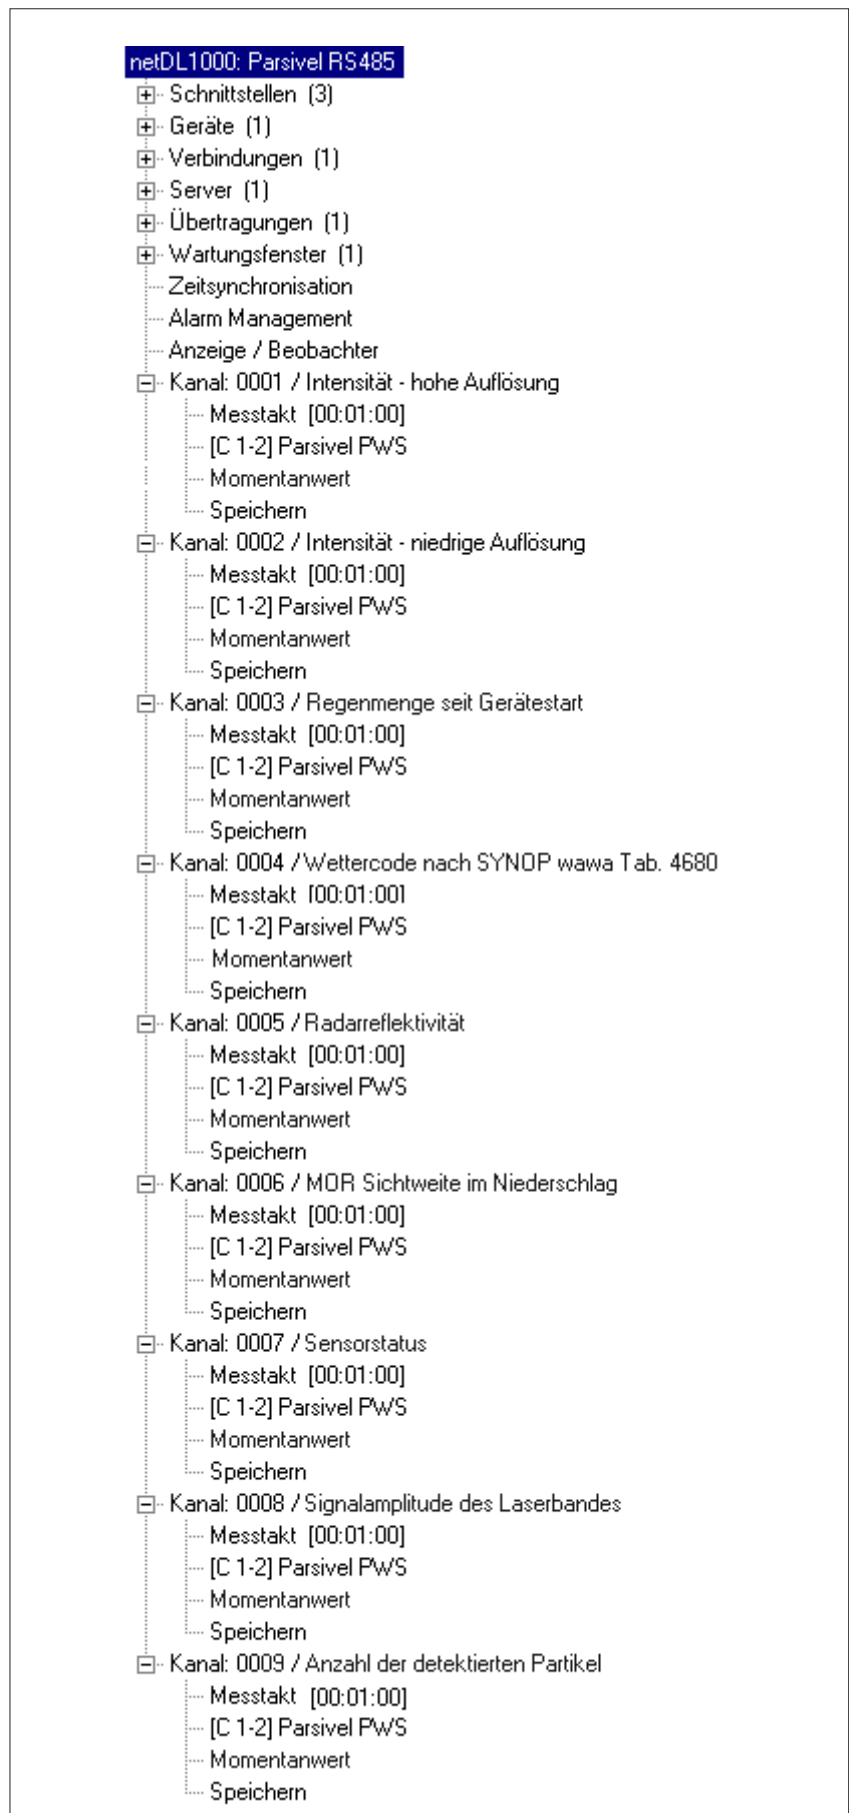 netDL1000: Parsivel RS485
Schnittstellen (3)
Geräte (1)
Verbindungen (1)
Server (1)
Übertragungen (1)
Wartungsfenster (1)
Zeitsynchronisation
Alarm Management
Anzeige / Beobachter
Kanal: 0001 / Intensität - hohe Auflösung
Messtakt [00:01:00]
[C 1-2] Parsivel PWS
Momentanwert
Speichern
Kanal: 0002 / Intensität - niedrige Auflösung
Messtakt [00:01:00]
[C 1-2] Parsivel PWS
Momentanwert
Speichern
Kanal: 0003 / Regenmenge seit Gerätestart
Messtakt [00:01:00]
[C 1-2] Parsivel PWS
Momentanwert
Speichern
Kanal: 0004 / Wettercode nach SYNOP wawa Tab. 4680
Messtakt [00:01:00]
[C 1-2] Parsivel PWS
Momentanwert
Speichern
Kanal: 0005 / Radarreflektivität
Messtakt [00:01:00]
[C 1-2] Parsivel PWS
Momentanwert
Speichern
Kanal: 0006 / MOR Sichtweite im Niederschlag
Messtakt [00:01:00]
[C 1-2] Parsivel PWS
Momentanwert
Speichern
Kanal: 0007 / Sensorstatus
Messtakt [00:01:00]
[C 1-2] Parsivel PWS
Momentanwert
Speichern
Kanal: 0008 / Signalamplitude des Laserbandes
Messtakt [00:01:00]
[C 1-2] Parsivel PWS
Momentanwert
Speichern
Kanal: 0009 / Anzahl der detektierten Partikel
Messtakt [00:01:00]
[C 1-2] Parsivel PWS
Momentanwert
Speichern